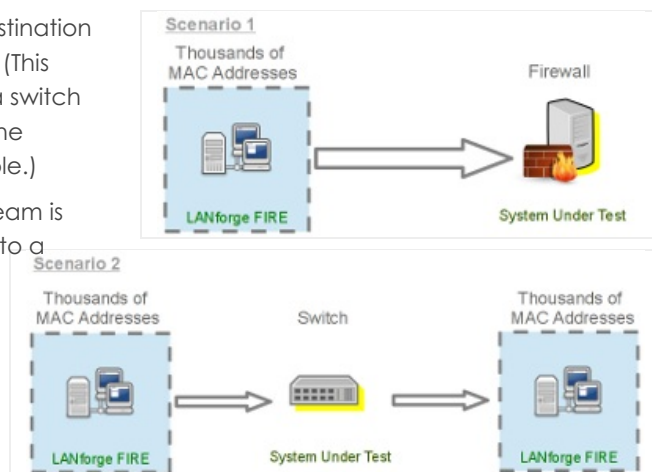 stination
(This
a switch
ne
ole.)
eam is
to a
Scenario 1
Thousands of
MAC Addresses
Firewall
LANforge FIRE
System Under Test
Scenario 2
Thousands of
MAC Addresses
Switch
Thousands of
MAC Addresses
LANforge FIRE
System Under Test
LANforge FIRE